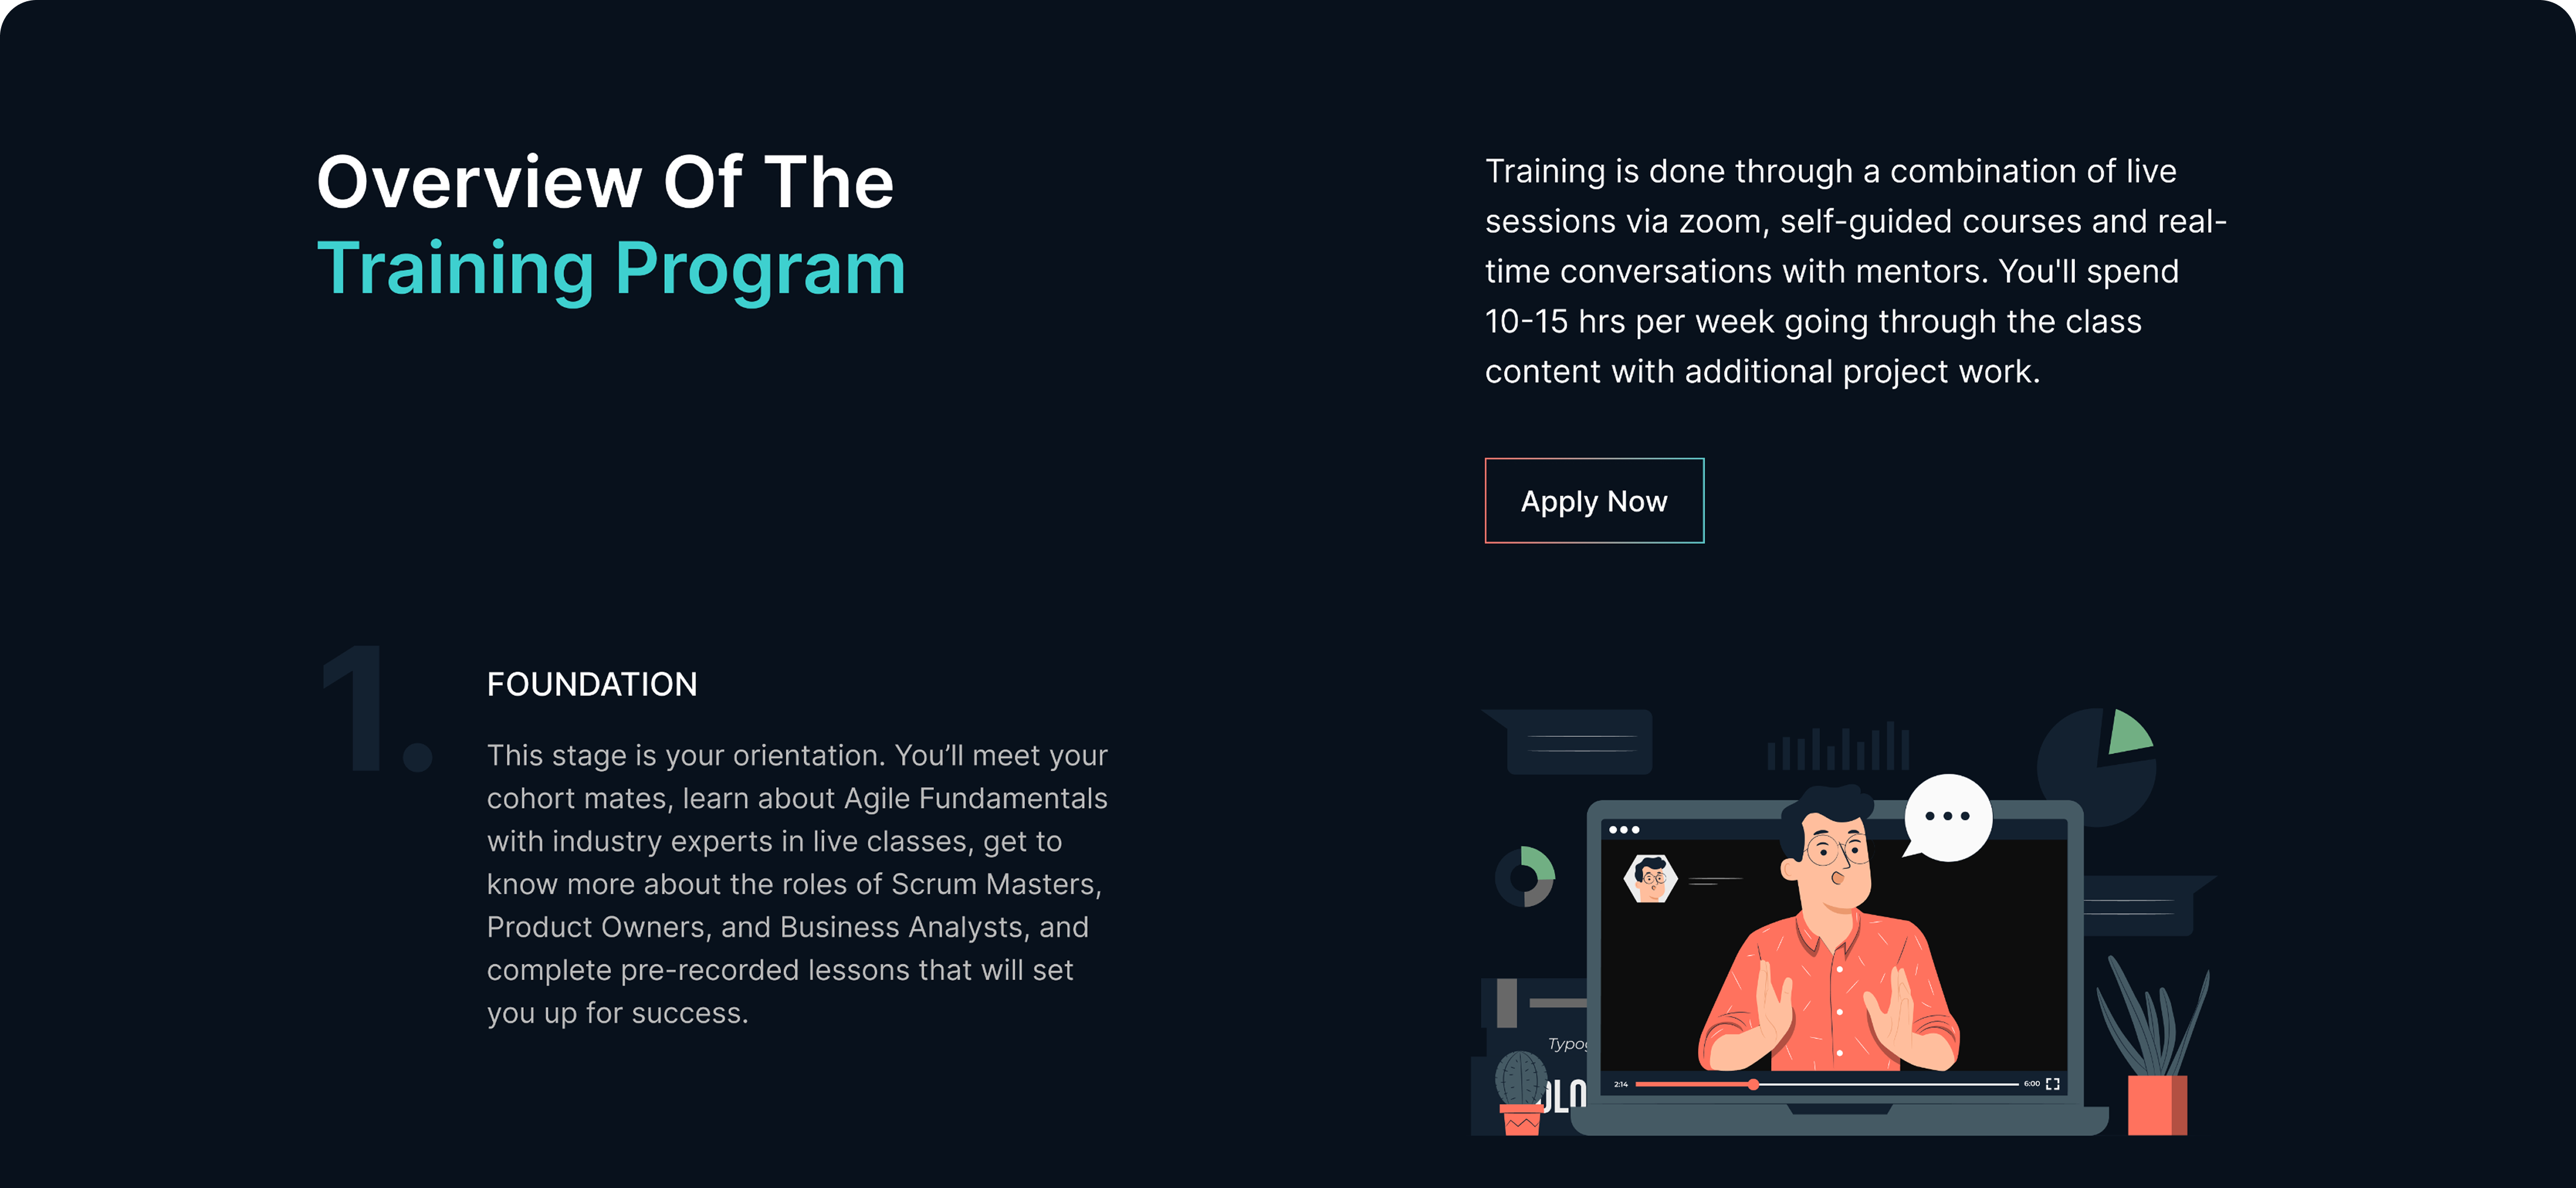 Overview Of The
Training Program
Training is done through a combination of live
sessions via zoom, self-guided courses and real-
time conversations with mentors. You'll spend
10-15 hrs per week going through the class
content with additional project work.
Apply Now
1.
FOUNDATION
This stage is your orientation. You’ll meet your
cohort mates, learn about Agile Fundamentals
with industry experts in live classes, get to
know more about the roles of Scrum Masters,
Product Owners, and Business Analysts, and
complete pre-recorded lessons that will set
you up for success.
2:14
6:00